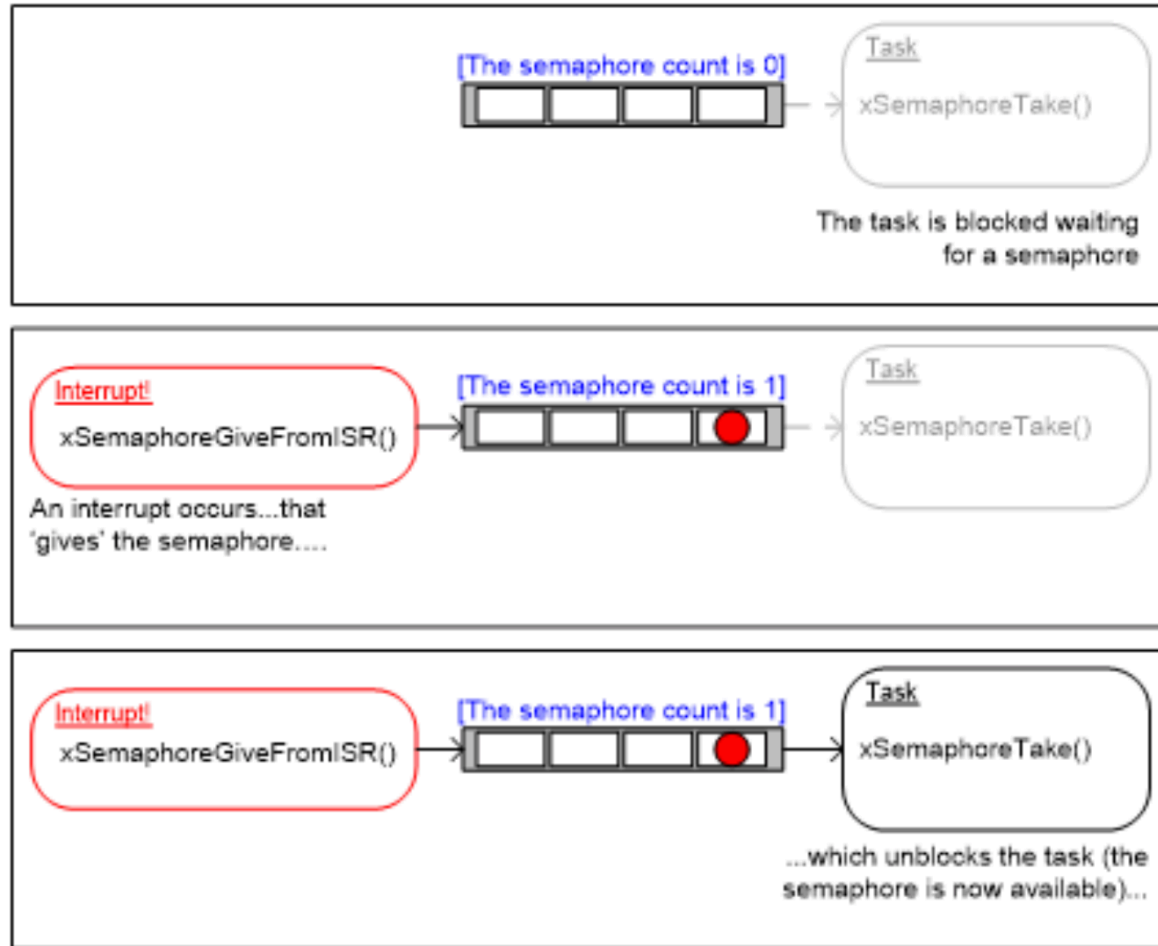 [The semaphore count is 0]
Task
xSemaphoreTake()
The task is blocked waiting
for a semaphore
Interrupt!
xSemaphoreGiveFromISR()
An interrupt occurs...that
'gives' the semaphore....
[The semaphore count is 1]
Task
xSemaphoreTake()
Interrupt!
xSemaphoreGiveFromISR()
[The semaphore count is 1]
Task
xSemaphoreTake()
...which unblocks the task (the
semaphore is now available)...